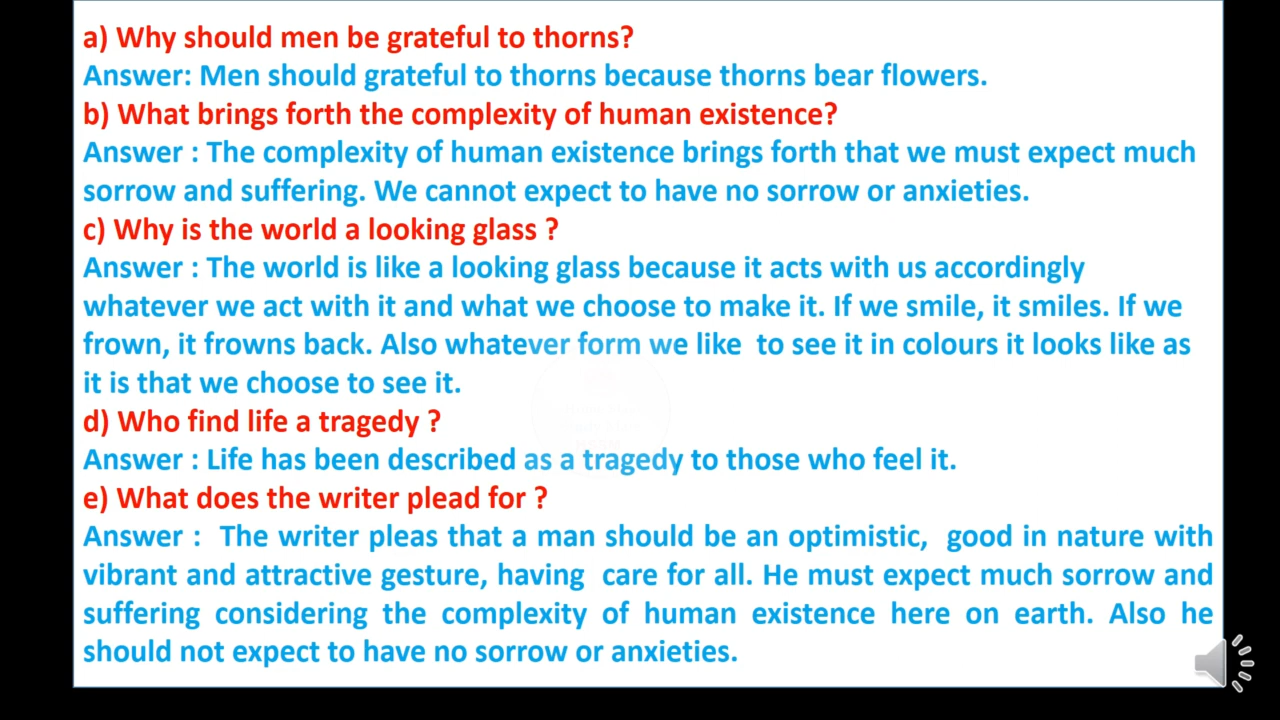 a) Why should men be grateful to thorns?
Answer: Men should grateful to thorns because thorns bear flowers.
b) What brings forth the complexity of human existence?
Answer : The complexity of human existence brings forth that we must expect much
sorrow and suffering. We cannot expect to have no sorrow or anxieties.
c) Why is the world a looking glass ?
Answer : The world is like a looking glass because it acts with us accordingly
whatever we act with it and what we choose to make it. If we smile, it smiles. If we
frown, it frowns back. Also whatever form we like to see it in colours it looks like as
it is that we choose to see it.
d) Who find life a tragedy ?
Answer : Life has been described as a tragedy to those who feel it.
e) What does the writer plead for ?
Answer : The writer pleas that a man should be an optimistic, good in nature with
vibrant and attractive gesture, having care for all. He must expect much sorrow and
suffering considering the complexity of human existence here on earth. Also he
should not expect to have no sorrow or anxieties.